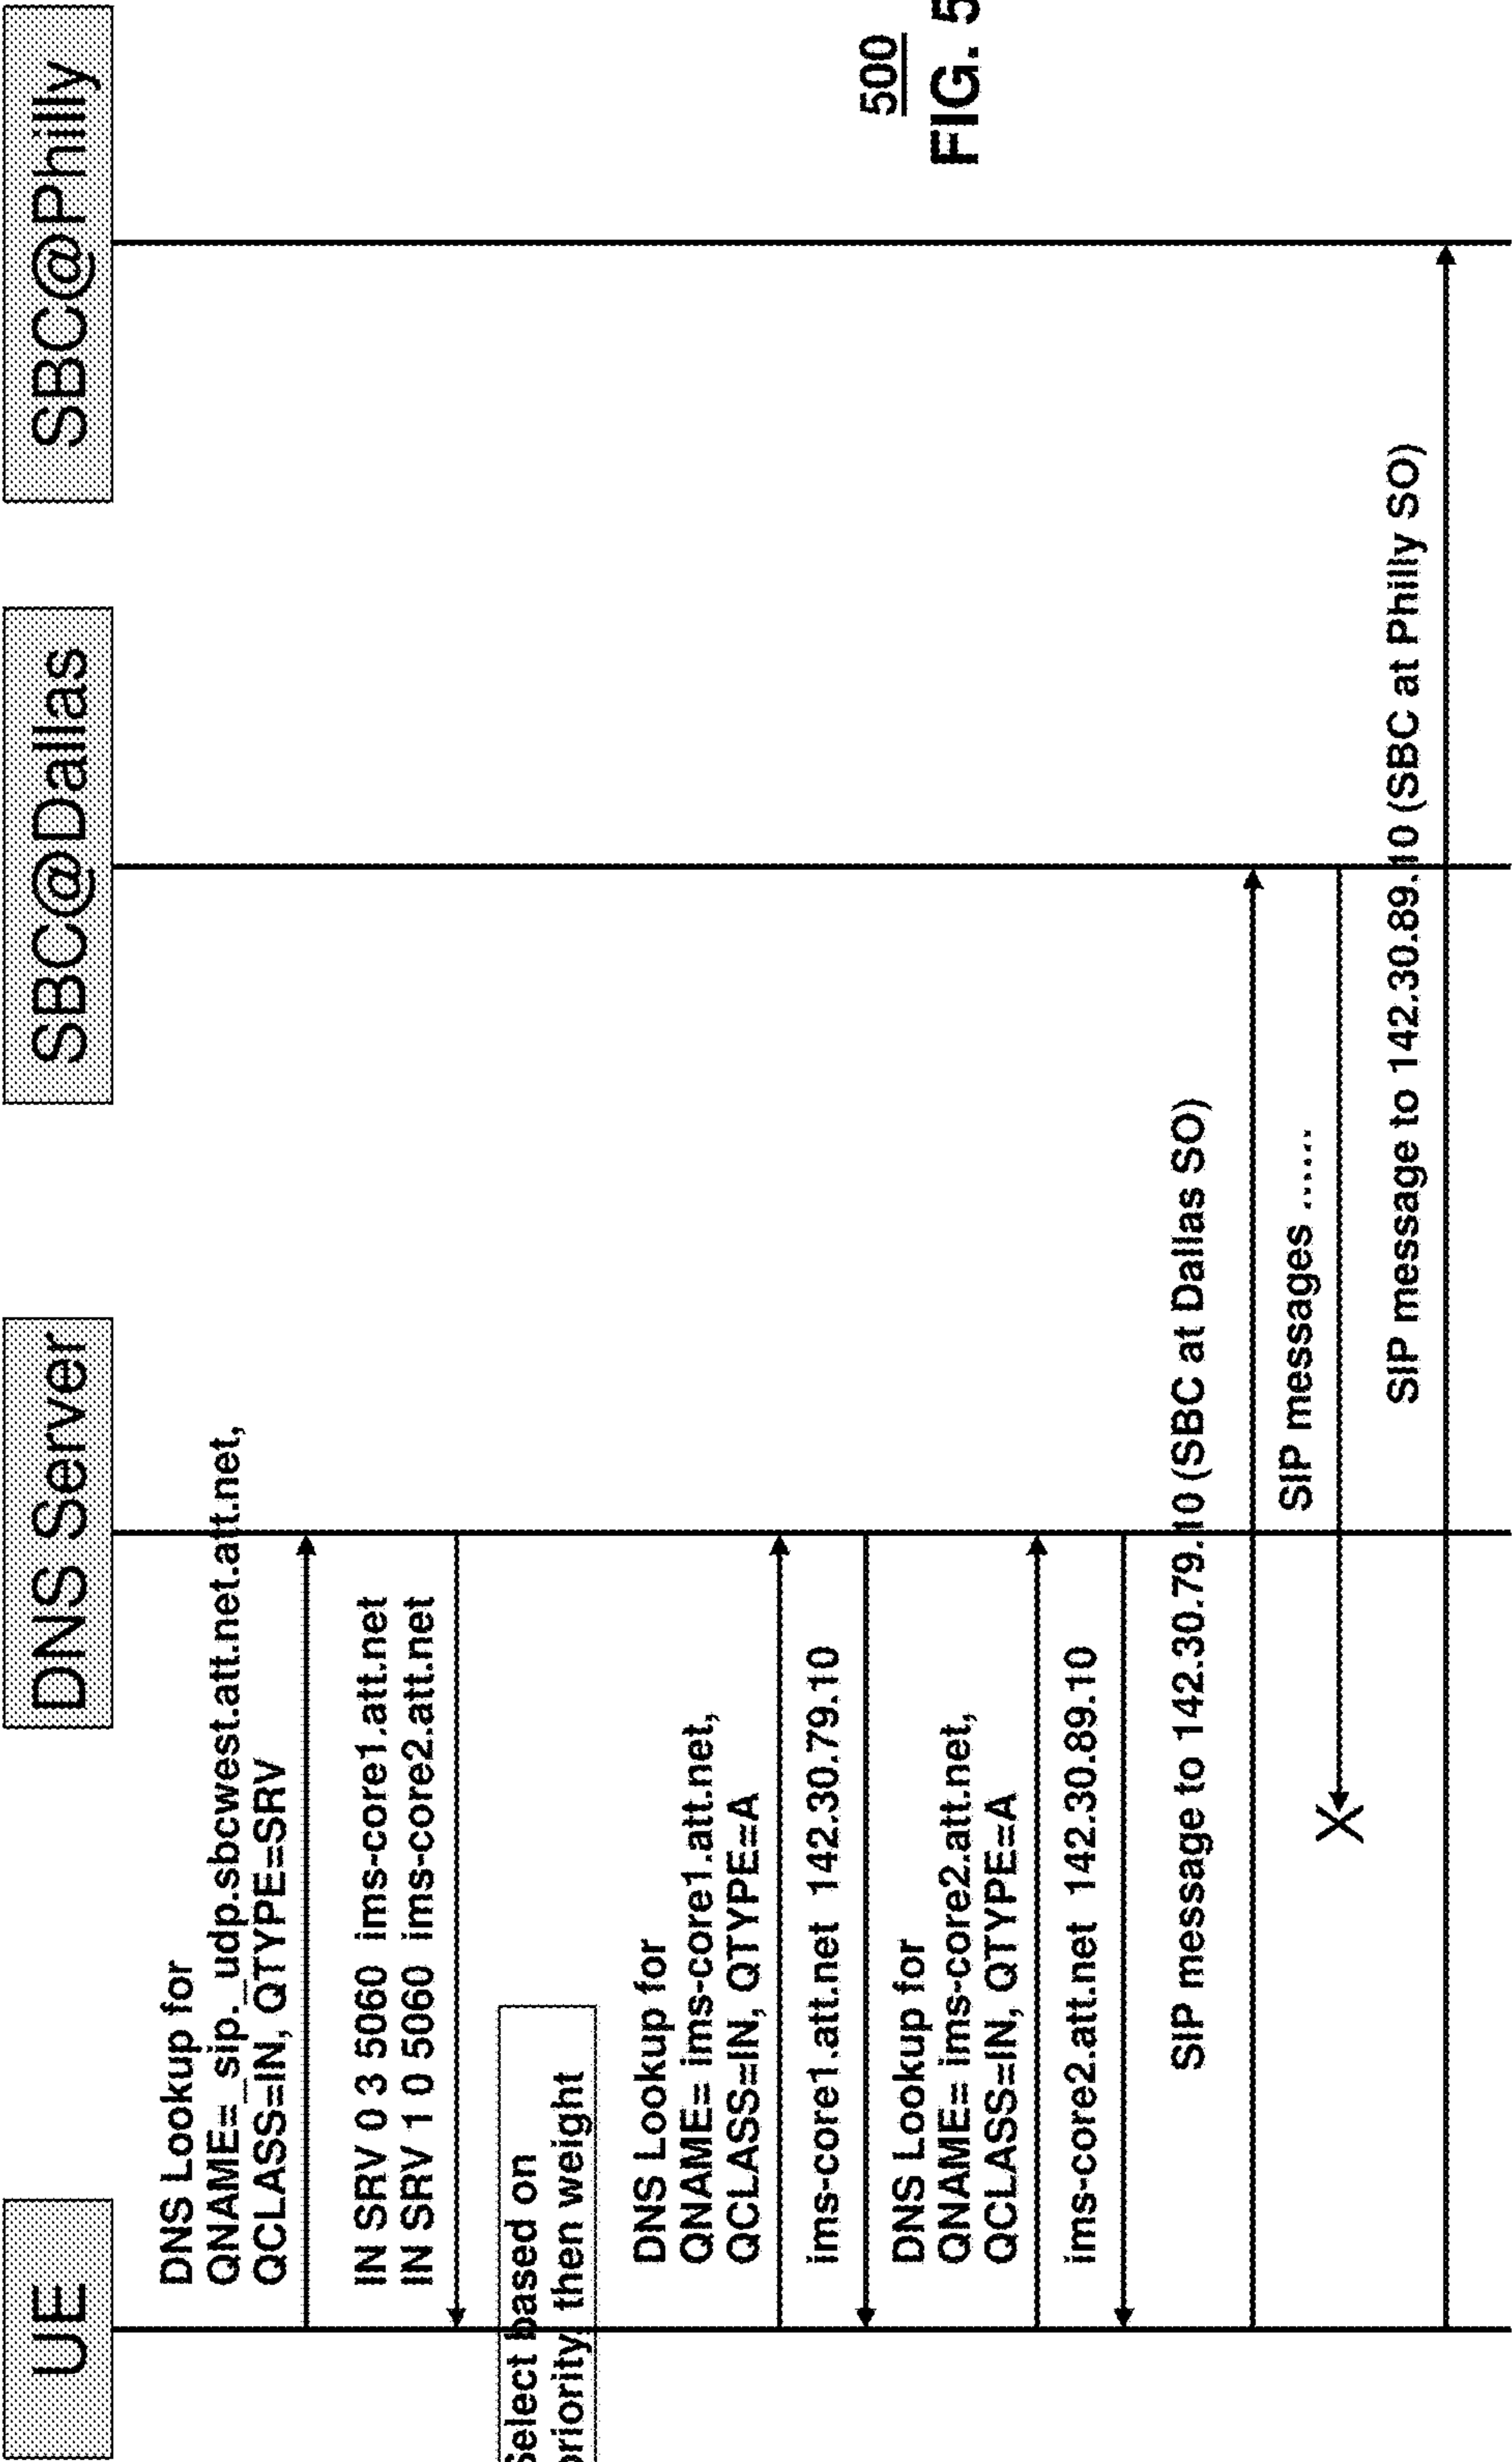 UE
DNS Server
SBC@Dallas
SBC@Philly
DNS Lookup for
QNAME=_sip._udp.sbcwest.att.net.att.net,
QCLASS=IN, QTYPE=SRV
IN SRV 0 3 5060 ims-core1.att.net
IN SRV 1 0 5060 ims-core2.att.net
Select based on
priority, then weight
DNS Lookup for
QNAME= ims-core1.att.net,
QCLASS=IN, QTYPE=A
ims-core1.att.net 142.30.79.10
DNS Lookup for
QNAME= ims-core2.att.net,
QCLASS=IN, QTYPE=A
ims-core2.att.net 142.30.89.10
SIP message to 142.30.79.10 (SBC at Dallas SO)
SIP messages ......
X
SIP message to 142.30.89.10 (SBC at Philly SO)
500
FIG. 5